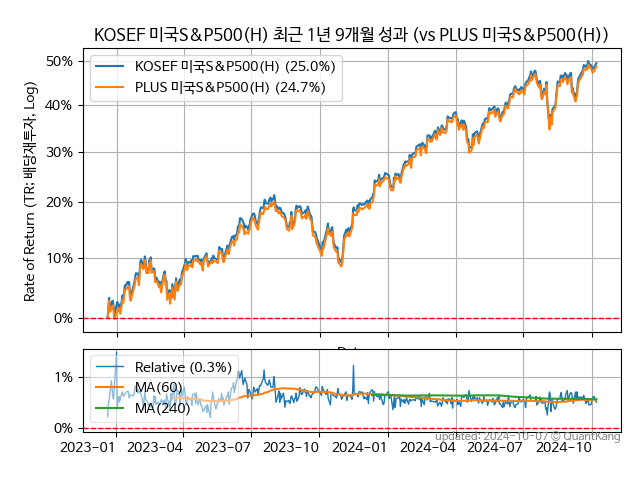 KOSEF 미국S&P500(H) 최근 1년 9개월 성과 (vs PLUS 미국S&P500(H))
Rate of Return (TR: 배당재투자, Log)
50%
40%
30%
20%
10%
0%
KOSEF 미국S&P500(H) (25.0%)
PLUS 미국S&P500(H) (24.7%)
1%
0%
Relative (0.3%)
MA(60)
MA(240)
2023-01 2023-04 2023-07 2023-10 2024-01 2024-04 2024-07 2024-10
updated: 2024-10-07 © QuantKang